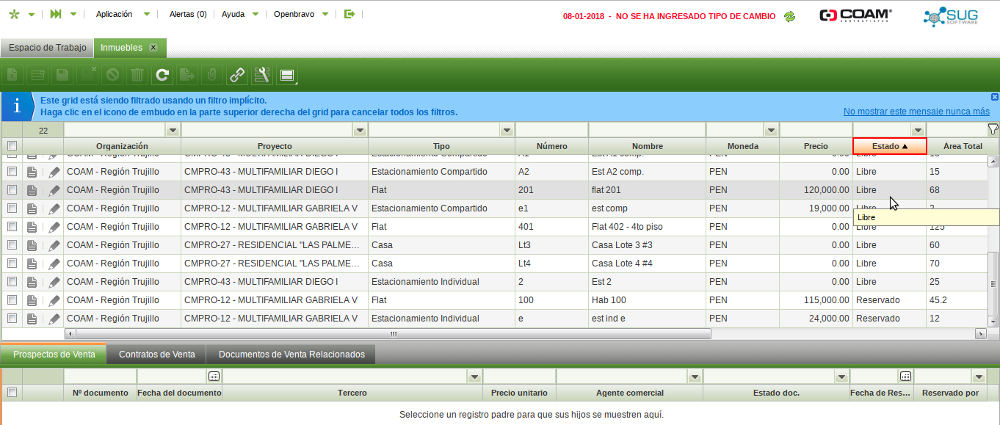 Aplicación Alertas (0) Ayuda Openbravo
08-01-2018 - NO SE HA INGRESADO TIPO DE CAMBIO
COAM
CONTRATISTAS
SUG
SOFTWARE
Espacio de Trabajo Inmuebles
i
Este grid está siendo filtrado usando un filtro implícito.
Haga clic en el icono de embudo en la parte superior derecha del grid para cancelar todos los filtros.
No mostrar este mensaje nunca más
22
Organización Proyecto Tipo Número Nombre Moneda Precio Estado Área Total
COAM - Región Trujillo CMPRO-43 - MULTIFAMILIAR DIEGO I Estacionamiento Compartido A1 Est A1 comp. PEN 0.00 Libre
COAM - Región Trujillo CMPRO-43 - MULTIFAMILIAR DIEGO I Estacionamiento Compartido A2 Est A2 comp. PEN 0.00 Libre 15
COAM - Región Trujillo CMPRO-43 - MULTIFAMILIAR DIEGO I Flat 201 flat 201 PEN 120,000.00 Libre 68
COAM - Región Trujillo CMPRO-12 - MULTIFAMILIAR GABRIELA V Estacionamiento Compartido e1 est comp PEN 19,000.00 Libre 2
Libre
COAM - Región Trujillo CMPRO-12 - MULTIFAMILIAR GABRIELA V Flat 401 Flat 402 - 4to piso PEN 0.00 Libre 125
COAM - Región Trujillo CMPRO-27 - RESIDENCIAL "LAS PALME... Casa Lt3 Casa Lote 3 #3 PEN 0.00 Libre 60
COAM - Región Trujillo CMPRO-27 - RESIDENCIAL "LAS PALME... Casa Lt4 Casa Lote 4 #4 PEN 0.00 Libre 70
COAM - Región Trujillo CMPRO-43 - MULTIFAMILIAR DIEGO I Estacionamiento Individual 2 Est 2 PEN 0.00 Libre 25
COAM - Región Trujillo CMPRO-12 - MULTIFAMILIAR GABRIELA V Flat 100 Hab 100 PEN 115,000.00 Reservado 45.2
COAM - Región Trujillo CMPRO-12 - MULTIFAMILIAR GABRIELA V Estacionamiento Individual e est ind e PEN 24,000.00 Reservado 12
Prospectos de Venta Contratos de Venta Documentos de Venta Relacionados
Nº documento Fecha del documento Tercero Precio unitario Agente comercial Estado doc. Fecha de Res... Reservado por
Seleccione un registro padre para que sus hijos se muestren aquí.